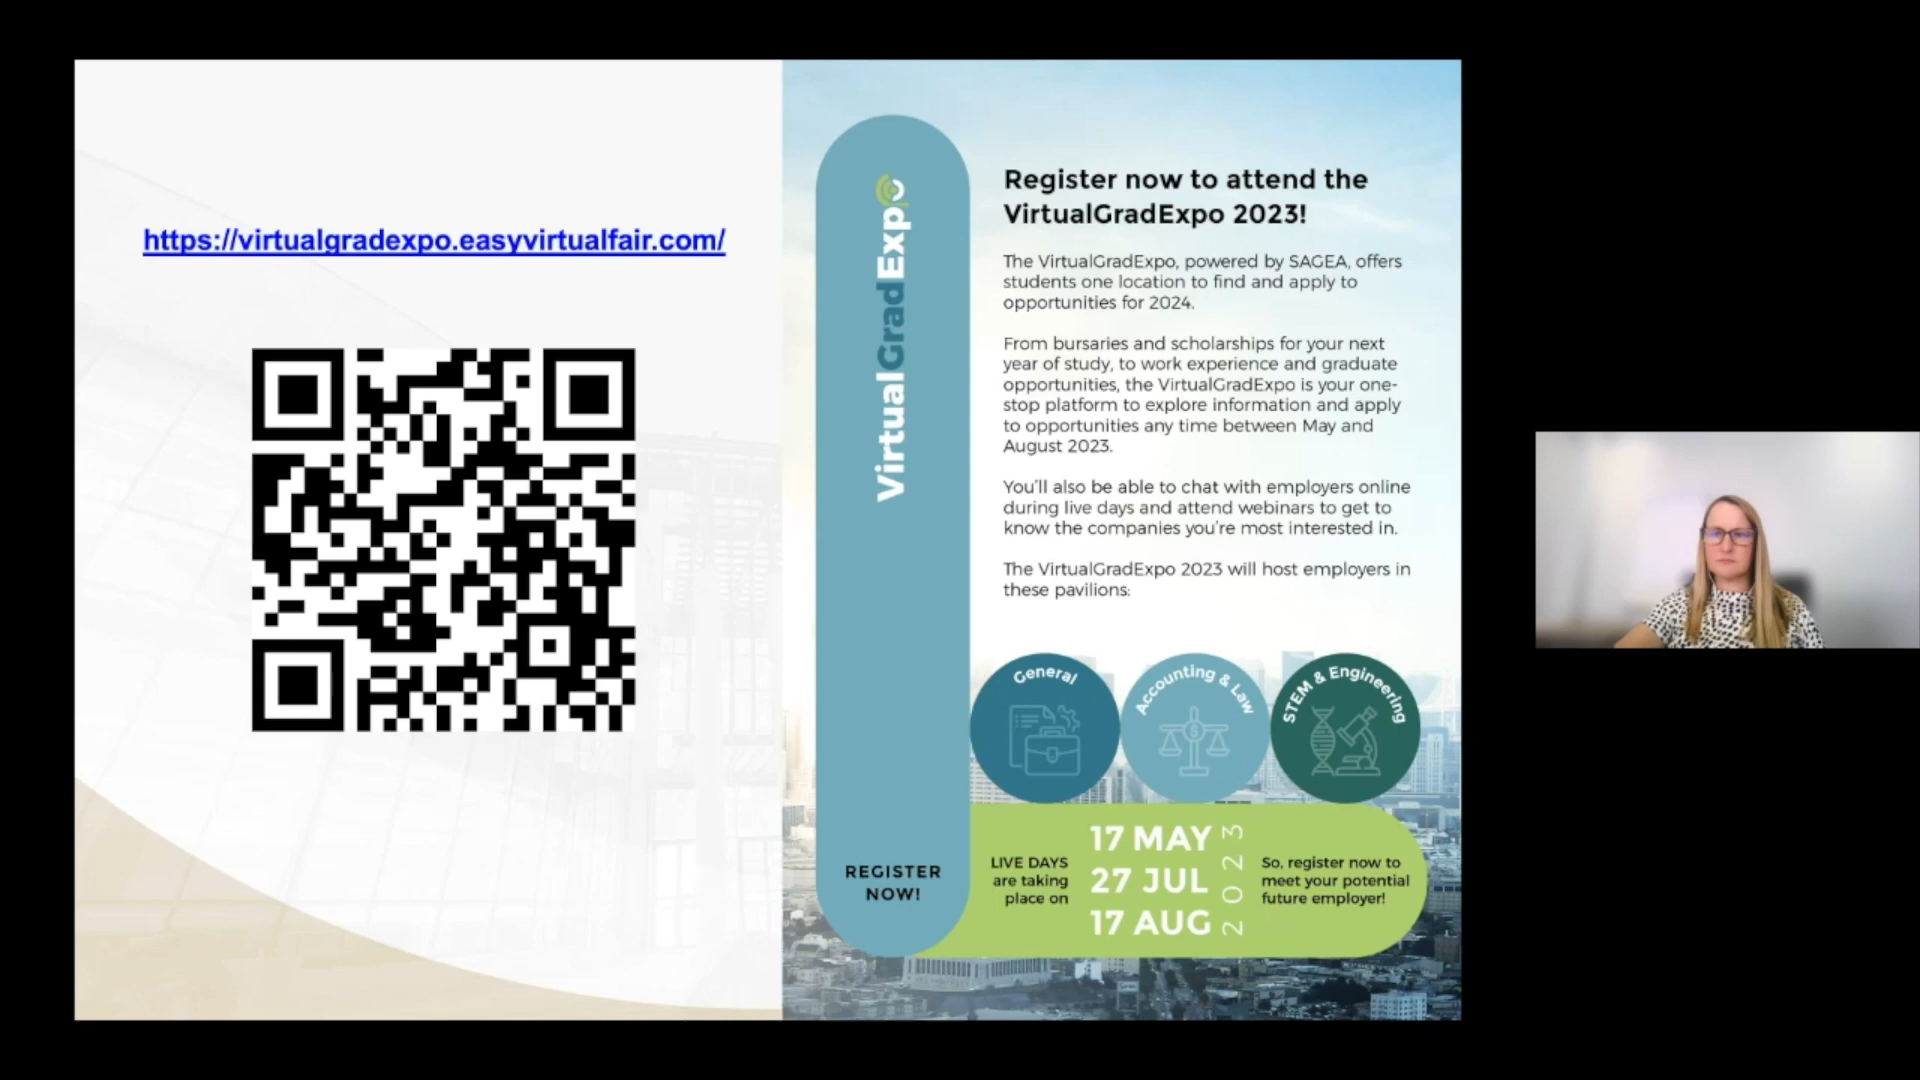 https://virtualgradexpo.easyvirtualfair.com/
VirtualGradExpo
REGISTER
NOW!
Register now to attend the
VirtualGradExpo 2023!
The VirtualGradExpo, powered by SAGEA, offers
students one location to find and apply to
opportunities for 2024.
From bursaries and scholarships for your next
year of study, to work experience and graduate
opportunities, the VirtualGradExpo is your one-
stop platform to explore information and apply
to opportunities any time between May and
August 2023.
You'll also be able to chat with employers online
during live days and attend webinars to get to
know the companies you're most interested in.
The VirtualGradExpo 2023 will host employers in
these pavilions:
General
Accounting & Law
STEM & Engineering
LIVE DAYS
are taking
place on
17 MAY
27 JUL
17 AUG
2023
So, register now to
meet your potential
future employer!